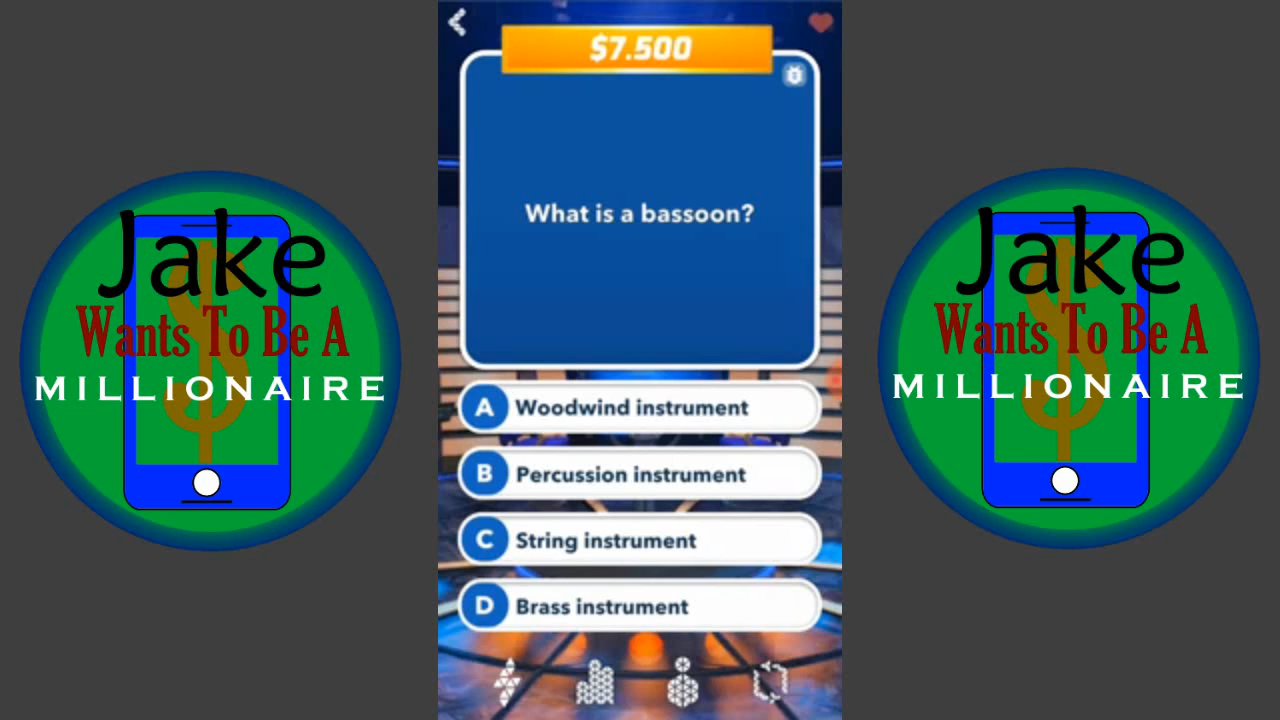 $7.500
What is a bassoon?
A Woodwind instrument
B Percussion instrument
C String instrument
D Brass instrument
Jake
Wants To Be A
MILLIONAIRE
Jake
Wants To Be A
MILLIONAIRE